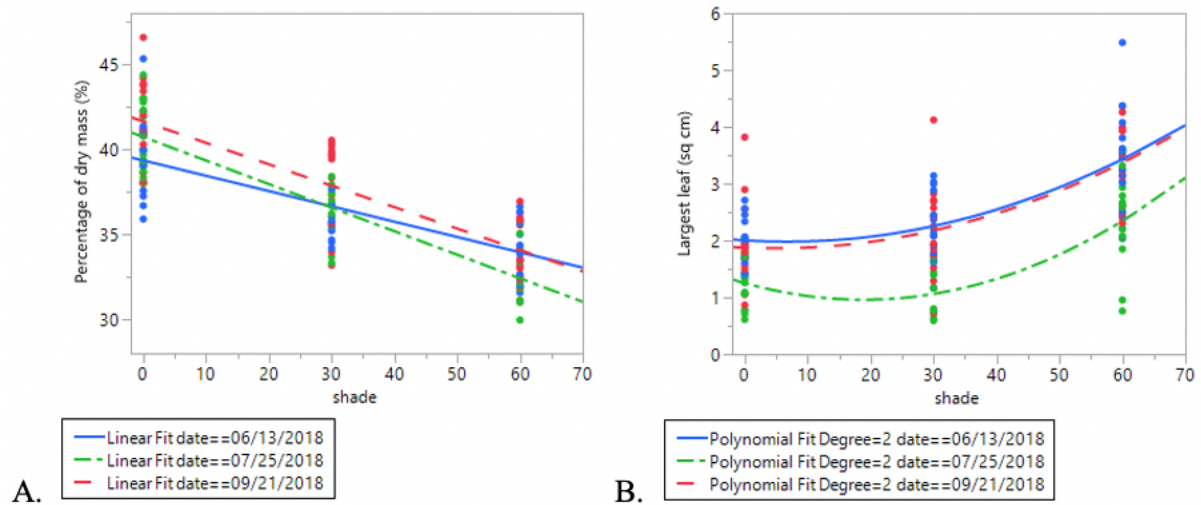 Percentage of dry mass (%)
45
40
35
30
0 10 20 30 40 50 60 70
shade
Linear Fit date==06/13/2018
Linear Fit date==07/25/2018
Linear Fit date==09/21/2018
A.
Largest leaf (sq cm)
6
5
4
3
2
1
0
0 10 20 30 40 50 60 70
shade
Polynomial Fit Degree=2 date==06/13/2018
Polynomial Fit Degree=2 date==07/25/2018
Polynomial Fit Degree=2 date==09/21/2018
B.